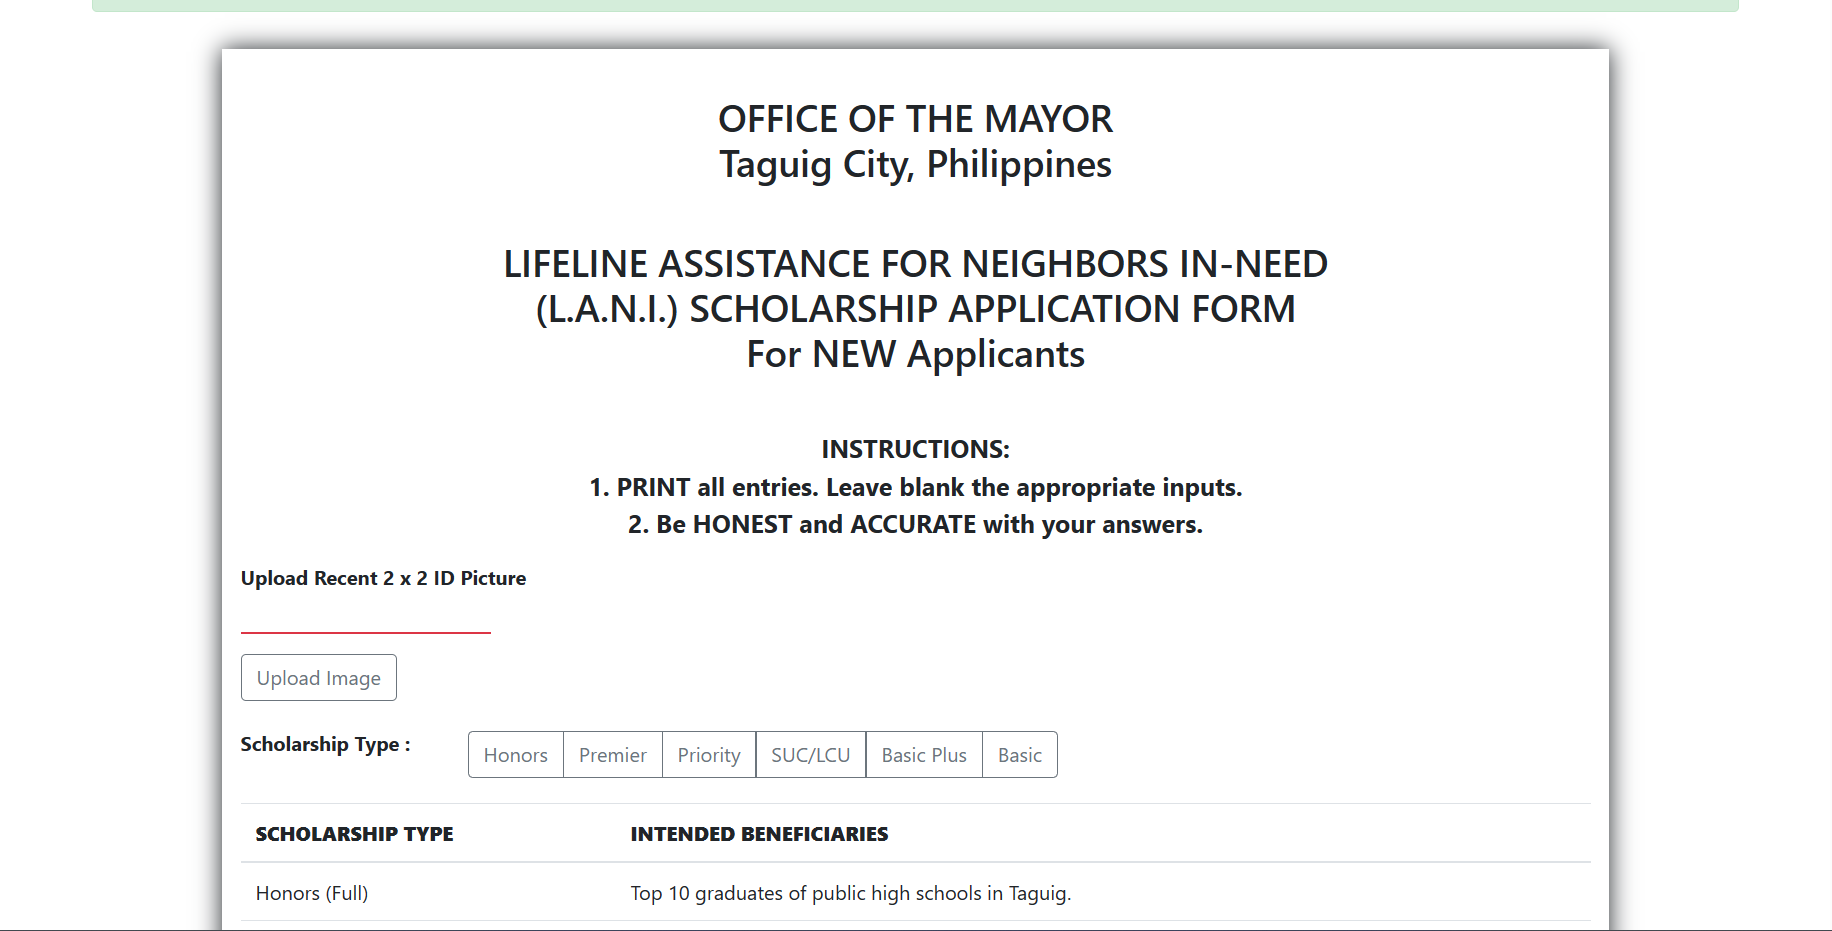 OFFICE OF THE MAYOR
Taguig City, Philippines
LIFELINE ASSISTANCE FOR NEIGHBORS IN-NEED
(L.A.N.I.) SCHOLARSHIP APPLICATION FORM
For NEW Applicants
INSTRUCTIONS:
1. PRINT all entries. Leave blank the appropriate inputs.
2. Be HONEST and ACCURATE with your answers.
Upload Recent 2 x 2 ID Picture
Upload Image
Scholarship Type : Honors Premier Priority SUC/LCU Basic Plus Basic
SCHOLARSHIP TYPE INTENDED BENEFICIARIES
Honors (Full) Top 10 graduates of public high schools in Taguig.